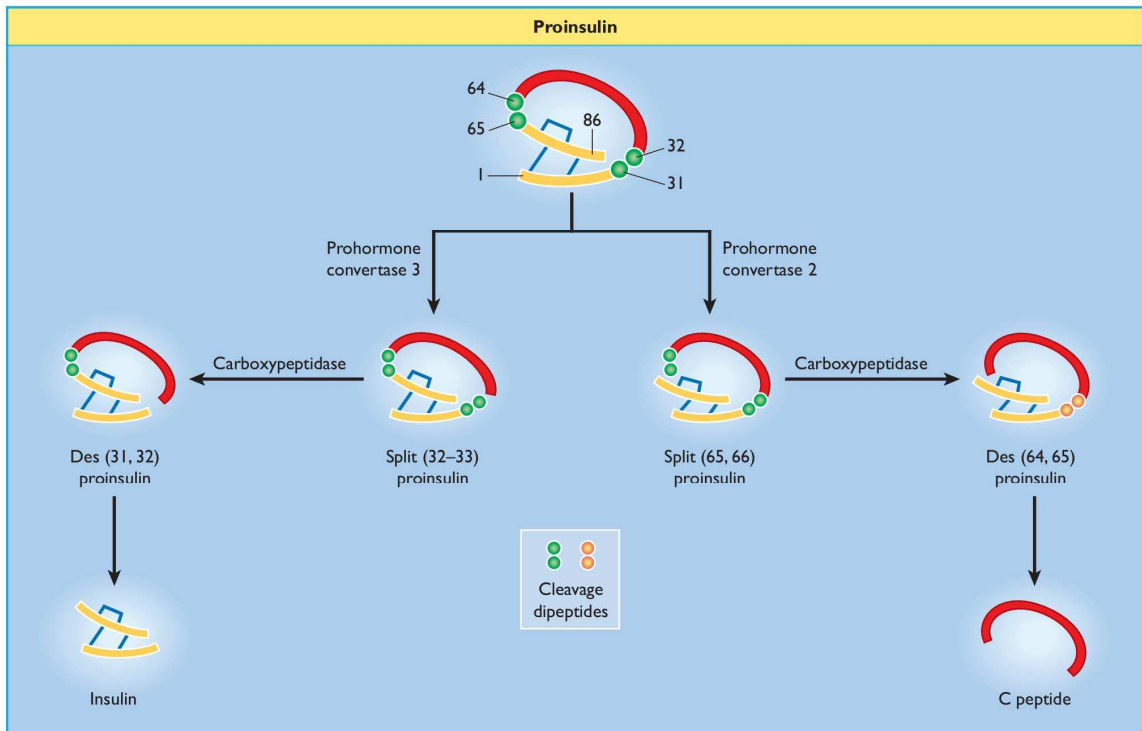 Proinsulin
64
65
86
32
1
31
Prohormone
convertase 3
Prohormone
convertase 2
Carboxypeptidase
Carboxypeptidase
Des (31, 32)
proinsulin
Split (32–33)
proinsulin
Split (65, 66)
proinsulin
Des (64, 65)
proinsulin
Cleavage
dipeptides
Insulin
C peptide